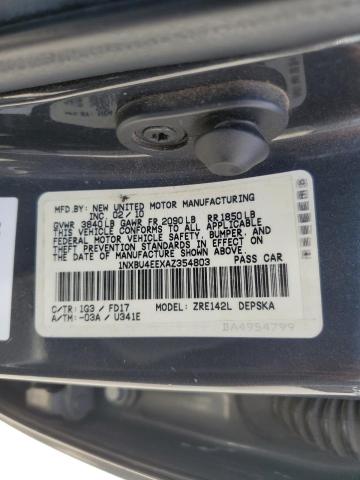 MFD. BY: NEW UNITED MOTOR MANUFACTURING
INC. 02/10
GVWR 3840LB GAWR FR 2090LB RR1850LB
THIS VEHICLE CONFORMS TO ALL APPLICABLE
FEDERAL MOTOR VEHICLE SAFETY, BUMPER, AND
THEFT PREVENTION STANDARDS IN EFFECT ON
THE DATE OF MANUFACTURE SHOWN ABOVE.
1NXBU4EEXAZ354803 PASS CAR
C/TR: 1G3 / FD17 MODEL: ZRE142L DEPSKA
A/TM: -03A / U341E
BA4954799